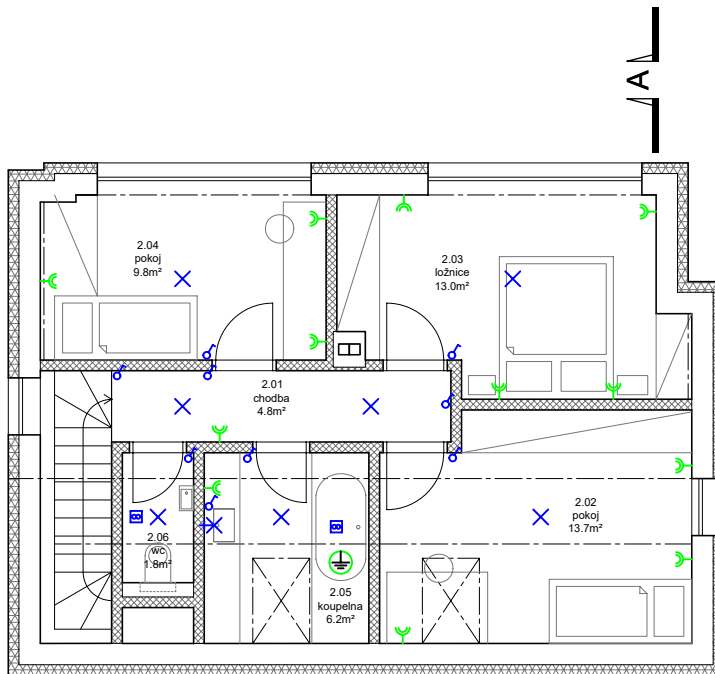 A
2.04
pokoj
9.8m²
2.03
ložnice
13.0m²
2.01
chodba
4.8m²
2.02
pokoj
13.7m²
2.06
wc
1.8m²
2.05
koupelna
6.2m²